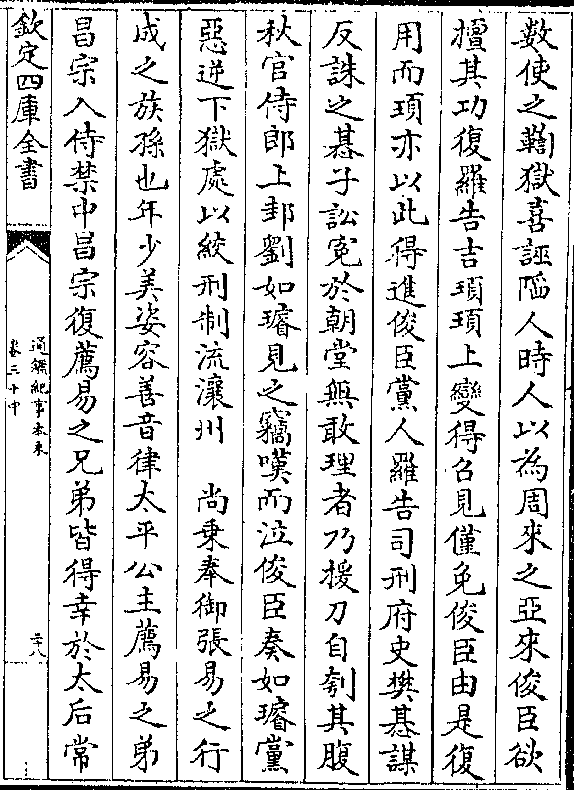 數使之鞫獄喜誣陷人時人以為周來之亞來俊臣欲
擅其功復羅告吉頊頊上變得召見僅免俊臣由是復
用而頊亦以此得進俊臣黨人羅告司刑府史樊惎謀
反誅之惎子訟冤於朝堂無敢理者乃援刀自刳其腹
秋官侍郎上邽劉如璿見之竊嘆而泣俊臣奏如璿黨
惡逆下獄處以絞刑制流瀼州　尚乗奉御張易之行
成之族孫也年少美姿容善音律太平公主薦易之弟
昌宗入侍禁中昌宗復薦易之兄弟皆得幸於太后常
欽定四庫全書
通鑑紀事本末
卷三十中
二十八